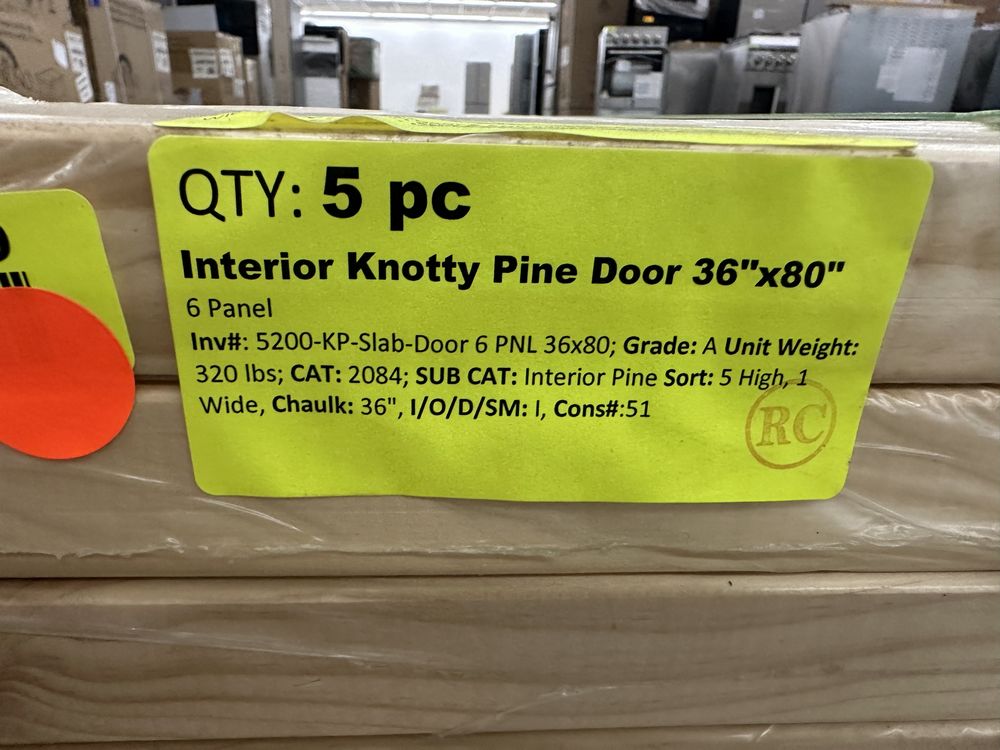 QTY: 5 pc
Interior Knotty Pine Door 36"x80"
6 Panel
Inv#: 5200-KP-Slab-Door 6 PNL 36x80; Grade: A Unit Weight:
320 lbs; CAT: 2084; SUB CAT: Interior Pine Sort: 5 High, 1
Wide, Chaulk: 36", I/O/D/SM: I, Cons#:51
RC